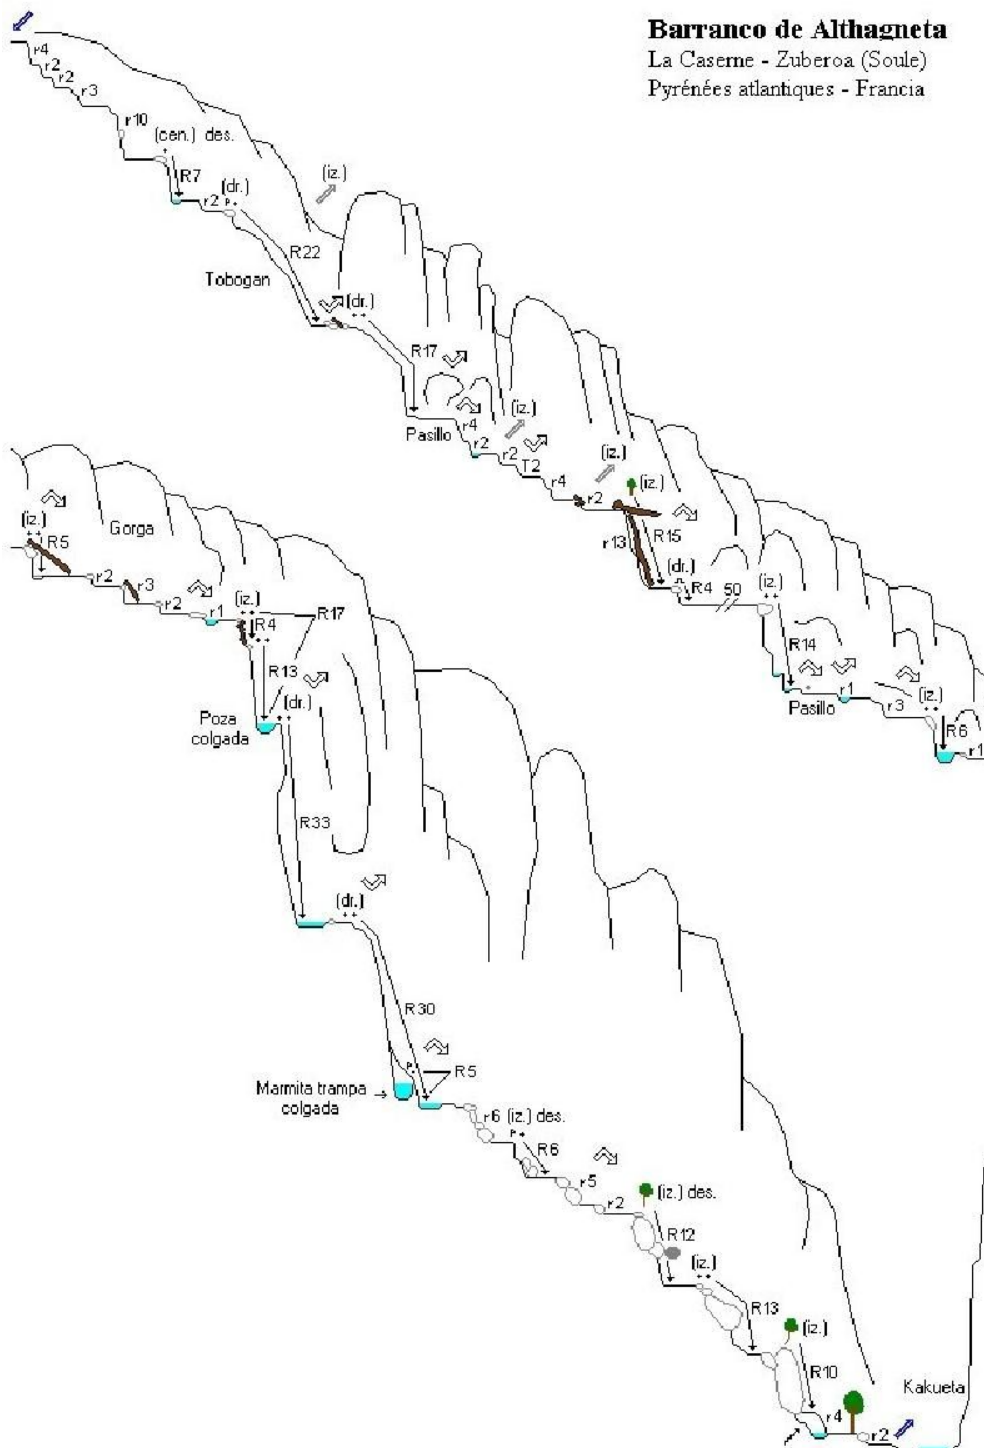 Barranco de Althagneta
La Caserne - Zuberoa (Soule)
Pyrénées atlantiques - Francia
r4
r2
r2
r3
r10
(cen.) des.
R7
r2
(dr.)
R22
(iz.)
Tobogan
(dr.)
R17
Pasillo
r4
r2
(iz.)
r2
T2
r4
(iz.)
r2
(iz.)
r13
R15
(dr.)
R4
50
(iz.)
R14
Pasillo
r1
r3
(iz.)
R6
r1
(iz.)
R5
Gorga
r2
r3
r2
r1
(iz.)
R4
R17
R13
(dr.)
Poza
colgada
R33
(dr.)
R30
R5
Marmita trampa
colgada
r6 (iz.) des.
R6
r5
r2
(iz.) des.
R12
(iz.)
R13
(iz.)
R10
r4
r2
Kakueta